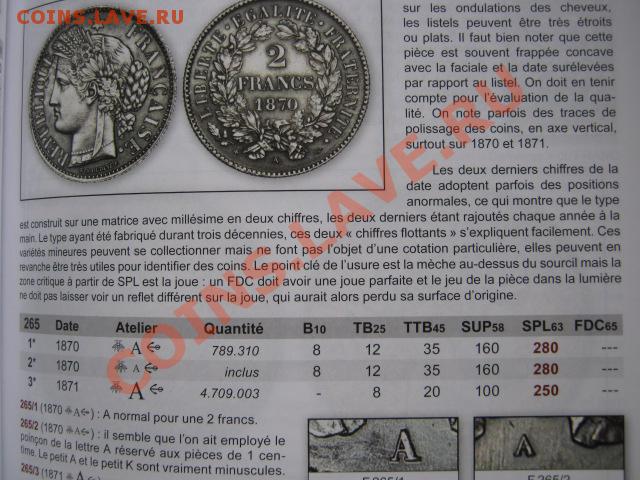 COINS.LAVE.RU
RÉPUBLIQUE FRANÇAISE
LIBERTÉ ÉGALITÉ FRATERNITÉ
2
FRANCS
1870
A
sur les ondulations des cheveux,
les listels peuvent être très étroits
ou plats. Il faut bien noter que cette
pièce est souvent frappée concave
avec la faciale et la date surélevées
par rapport au listel. On doit en tenir
compte pour l'évaluation de la qua-
lité. On note parfois des traces de
polissage des coins, en axe vertical,
surtout sur 1870 et 1871.
Les deux derniers chiffres de la
date adoptent parfois des positions
anormales, ce qui montre que le type
est construit sur une matrice avec millésime en deux chiffres, les deux derniers étant rajoutés chaque année à la
main. Le type ayant été fabriqué durant trois décennies, ces deux « chiffres flottants » s'expliquent facilement. Ces
variétés mineures peuvent se collectionner mais ne font pas l'objet d'une cotation particulière, elles peuvent en
revanche être très utiles pour identifier des coins. Le point clé de l'usure est la mèche au-dessus du sourcil mais la
zone critique à partir de SPL est la joue : un FDC doit avoir une joue parfaite et le jeu de la pièce dans la lumière
ne doit pas laisser voir un reflet différent sur la joue, qui aurait alors perdu sa surface d'origine.
265 Date Atelier Quantité B10 TB25 TTB45 SUP58 SPL63 FDC65
1* 1870 A 789.310 8 12 35 160 280 ---
2* 1870 A inclus 8 12 35 160 280 ---
3* 1871 A 4.709.003 - 8 20 100 250 ---
265/1 (1870 A) : A normal pour une 2 francs.
265/2 (1870 A) : il semble que l'on ait employé le
poinçon de la lettre A réservé aux pièces de 1 cen-
time. Le petit A et le petit K sont vraiment minuscules.
265/3 (1871 A)
A
A
F.265/1
F.265/2
COINS.LAVE.RU